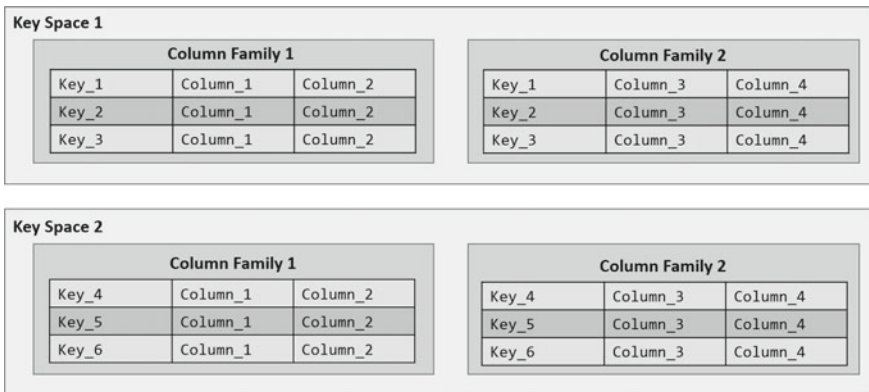 Key Space 1
Column Family 1
Key_1 Column_1 Column_2
Key_2 Column_1 Column_2
Key_3 Column_1 Column_2
Column Family 2
Key_1 Column_3 Column_4
Key_2 Column_3 Column_4
Key_3 Column_3 Column_4
Key Space 2
Column Family 1
Key_4 Column_1 Column_2
Key_5 Column_1 Column_2
Key_6 Column_1 Column_2
Column Family 2
Key_4 Column_3 Column_4
Key_5 Column_3 Column_4
Key_6 Column_3 Column_4